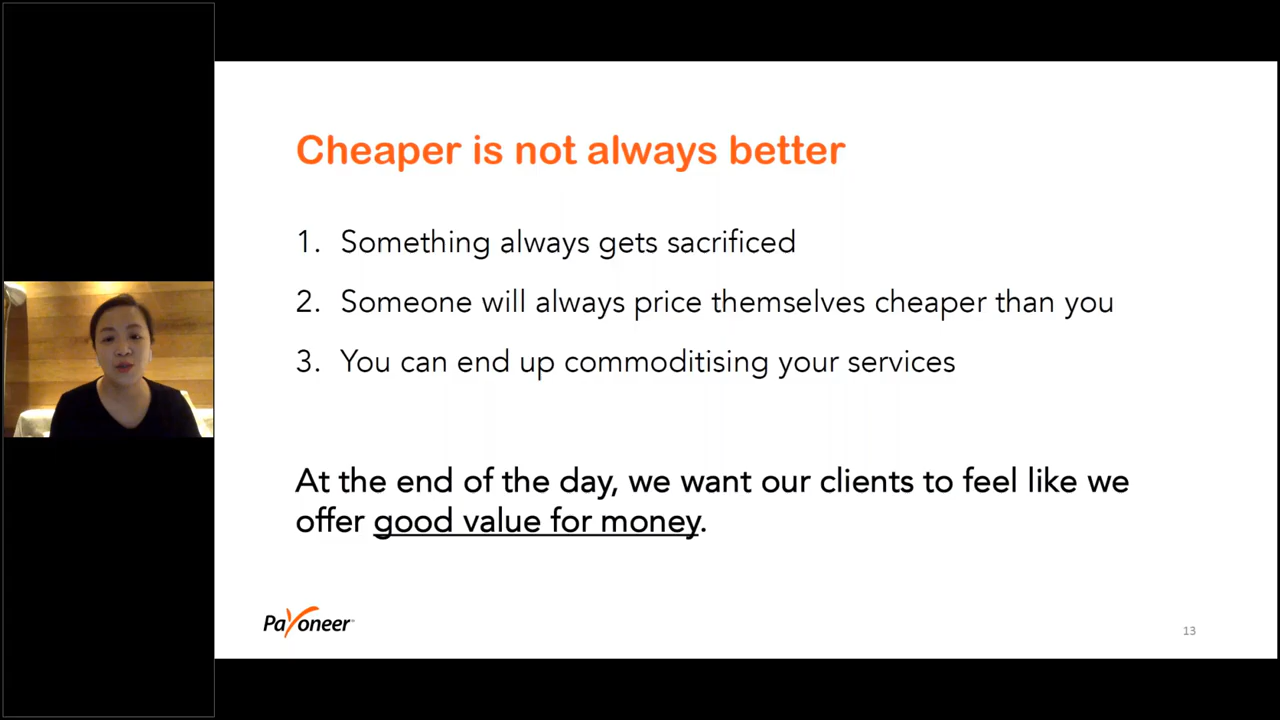 Cheaper is not always better
1. Something always gets sacrificed
2. Someone will always price themselves cheaper than you
3. You can end up commoditising your services
At the end of the day, we want our clients to feel like we
offer good value for money.
Payoneer
13